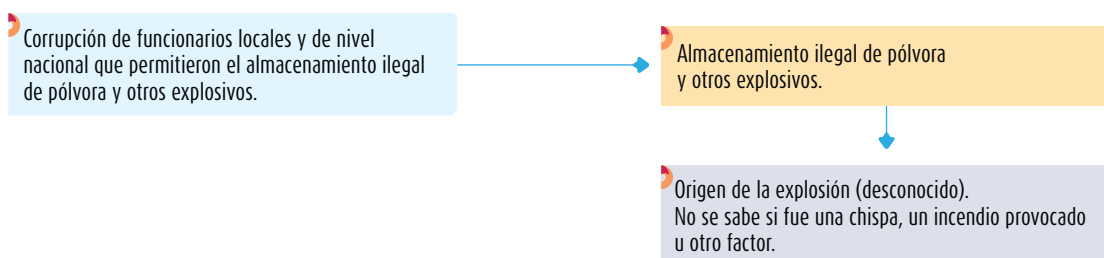 Corrupción de funcionarios locales y de nivel
nacional que permitieron el almacenamiento ilegal
de pólvora y otros explosivos.
Almacenamiento ilegal de pólvora
y otros explosivos.
Origen de la explosión (desconocido).
No se sabe si fue una chispa, un incendio provocado
u otro factor.